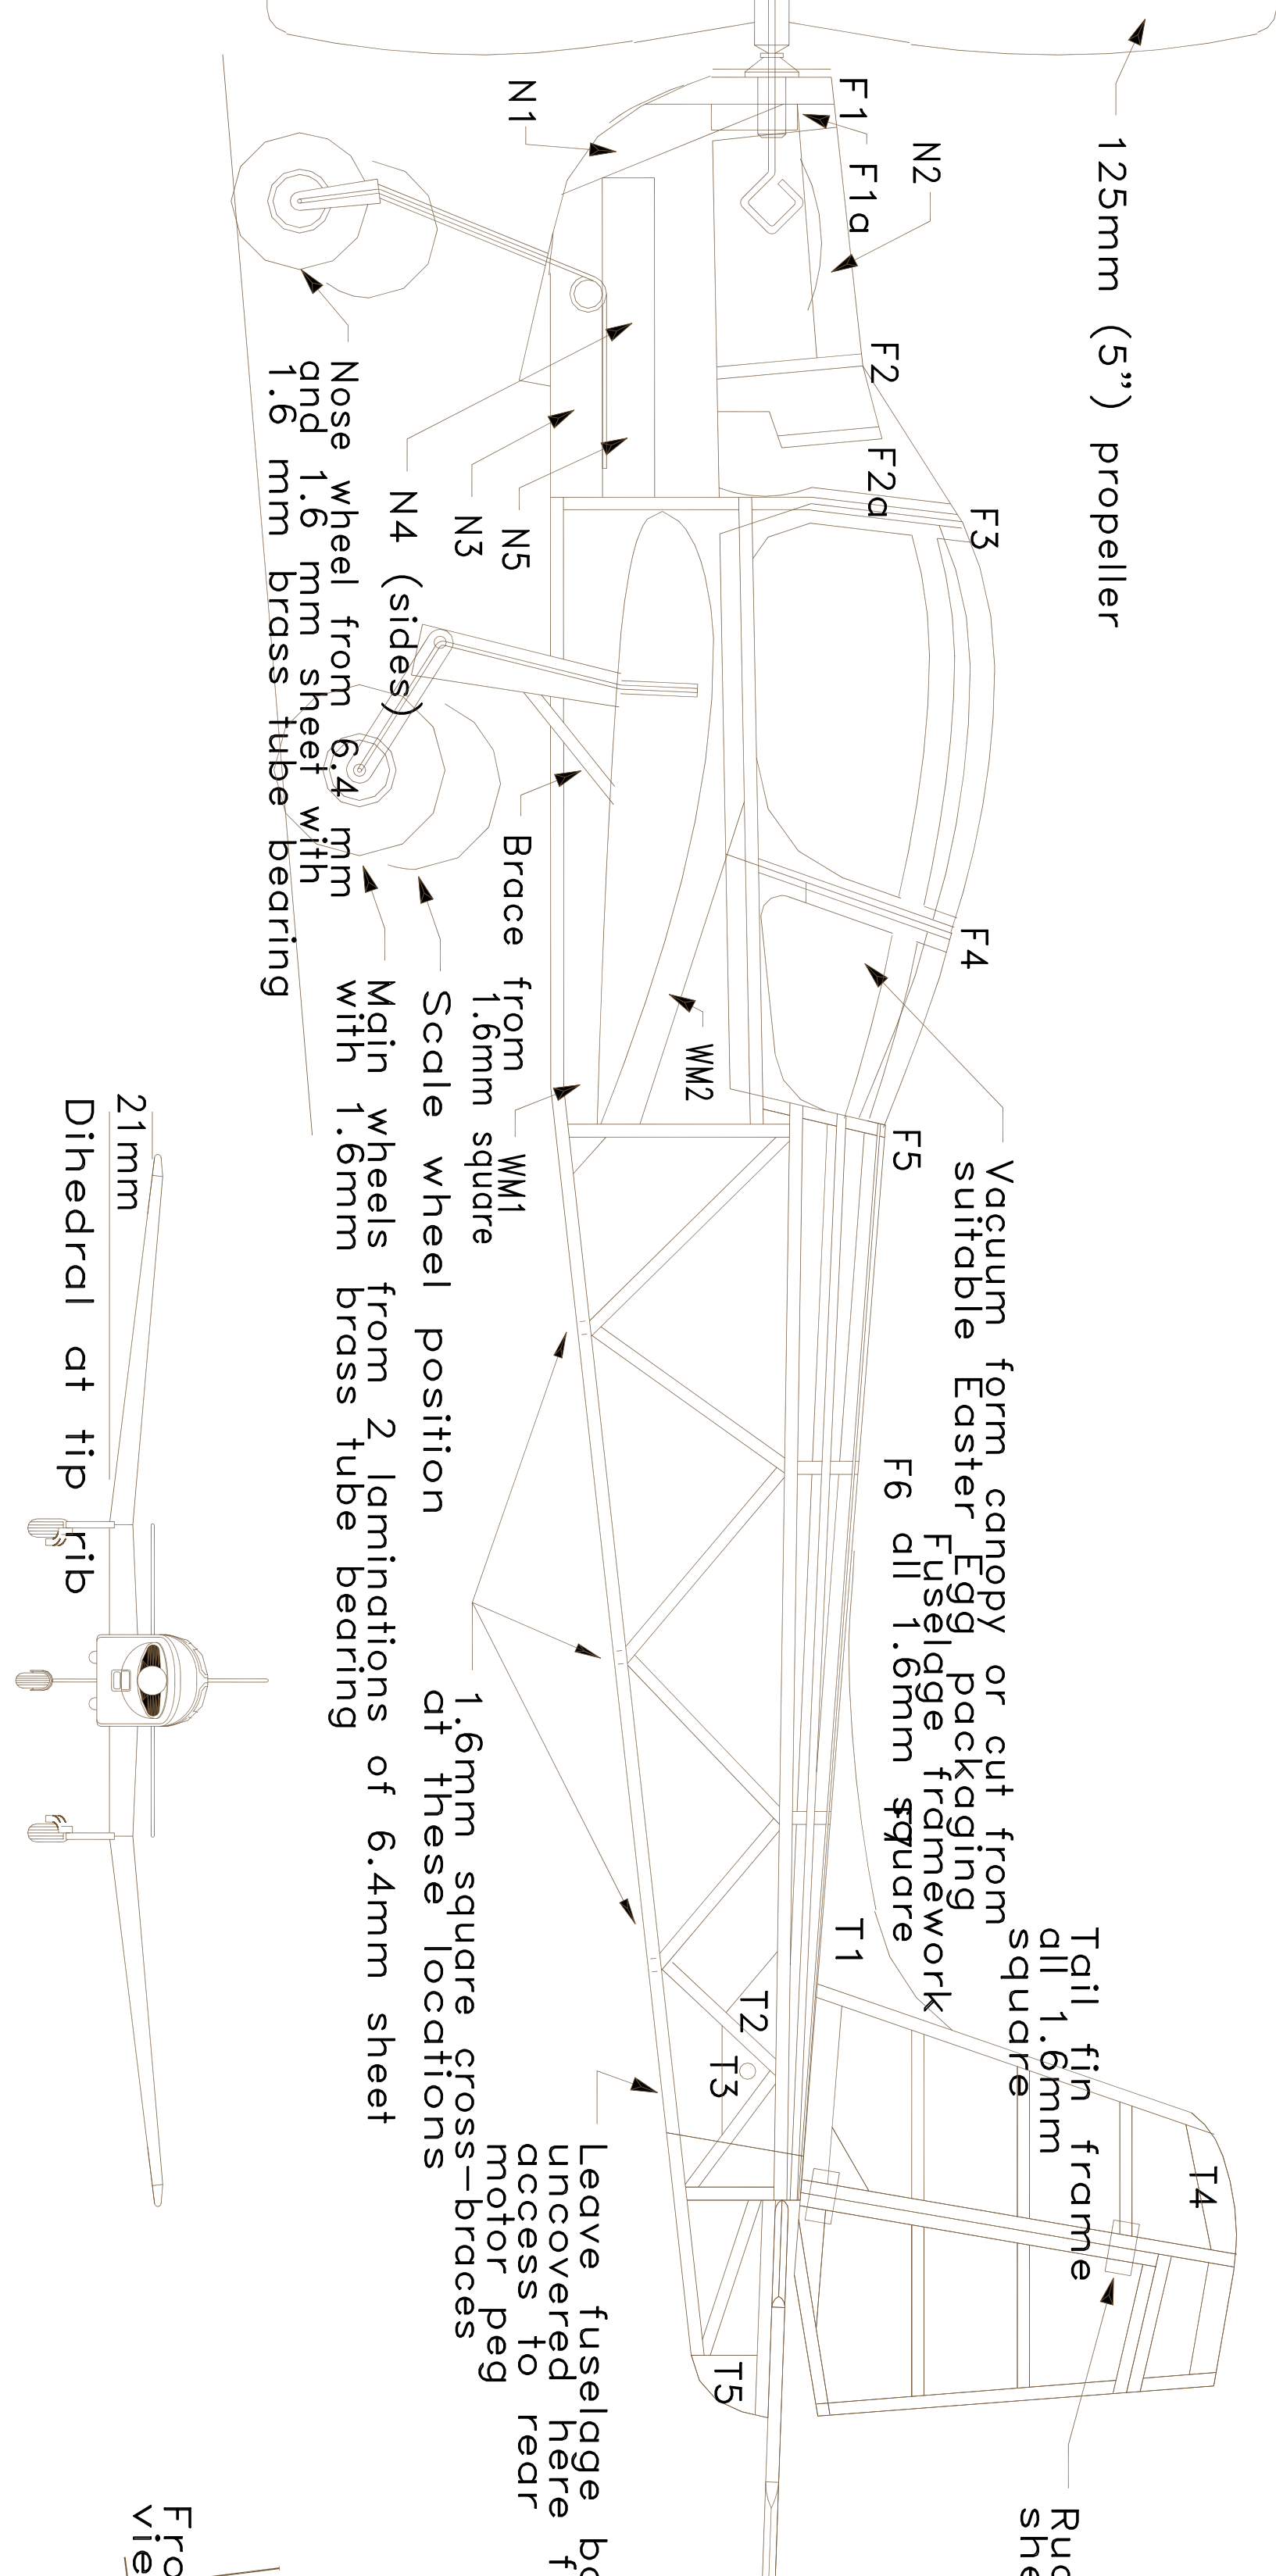 125mm (5”) propeller
F1
F1a
N2
N1
F2
F2a
F3
N5
N3
N4 (sides)
Nose wheel from 6.4 mm
and 1.6 mm sheet with
1.6 mm brass tube bearing
F4
Brace from
1.6mm square
WM2
WM1
Scale wheel position
Main wheels from 2 laminations of 6.4mm sheet
with 1.6mm brass tube bearing
F5
Vacuum form canopy or cut from
suitable Easter Egg packaging
Fuselage framework
all 1.6mm square
F6
T1
Tail fin frame
all 1.6mm
square
T2
T3
T4
T5
1.6mm square cross-braces
at these locations
Leave fuselage
uncovered here
access to rear
motor peg
21mm
Dihedral at tip rib